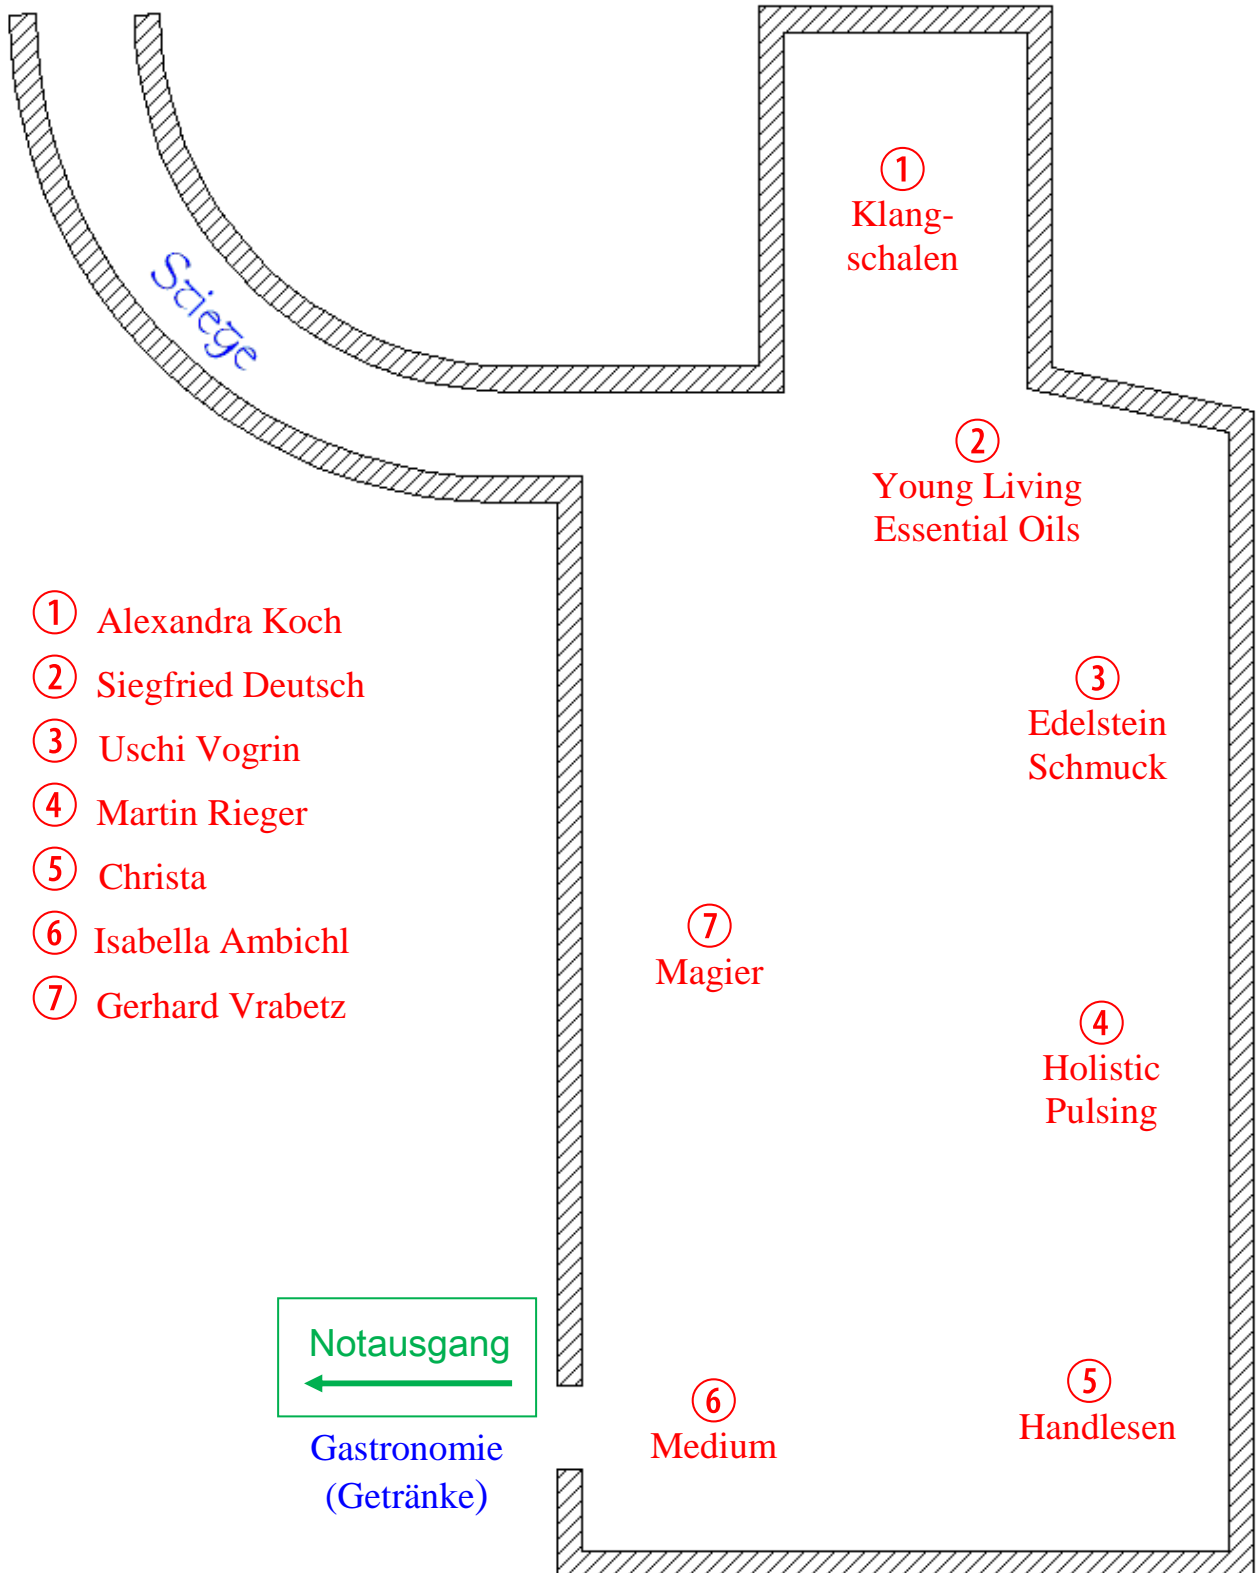 ① Klang-
schalen
Stiege
② Young Living
Essential Oils
① Alexandra Koch
② Siegfried Deutsch
③ Uschi Vogrin
④ Martin Rieger
⑤ Christa
⑥ Isabella Ambichl
⑦ Gerhard Vrabetz
③
Edelstein
Schmuck
⑦
Magier
④
Holistic
Pulsing
Notausgang
Gastronomie
(Getränke)
⑥
Medium
⑤
Handlesen